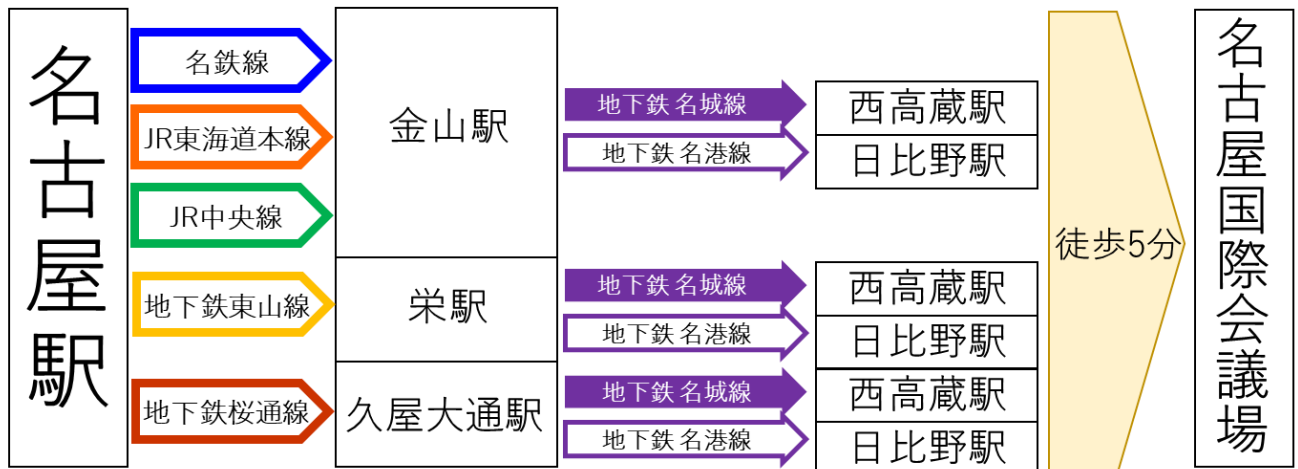 名古屋駅
名鉄線
JR東海道本線
JR中央線
地下鉄東山線
地下鉄桜通線
金山駅
栄駅
久屋大通駅
地下鉄 名城線
地下鉄 名港線
西高蔵駅
日比野駅
地下鉄 名城線
地下鉄 名港線
西高蔵駅
日比野駅
地下鉄 名城線
地下鉄 名港線
西高蔵駅
日比野駅
徒歩5分
名古屋国際会議場